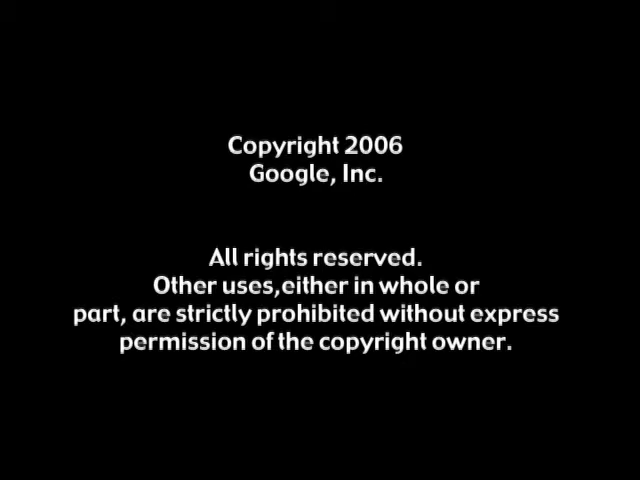 Copyright 2006
Google, Inc.
All rights reserved.
Other uses,either in whole or
part, are strictly prohibited without express
permission of the copyright owner.